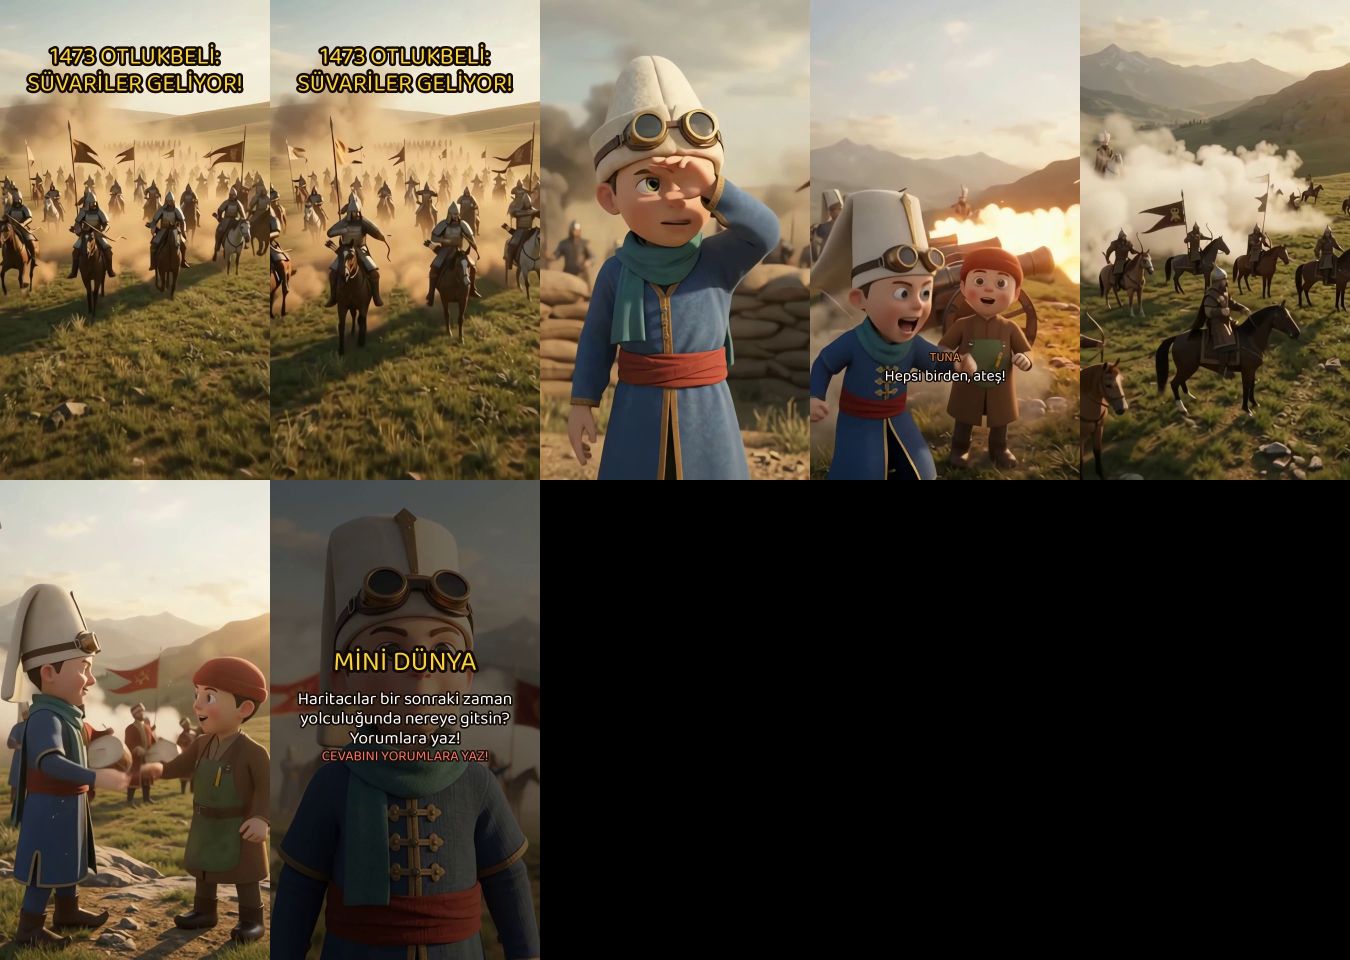 1473 OTLUKBELİ:
SÜVARİLER GELİYOR!
1473 OTLUKBELİ:
SÜVARİLER GELİYOR!
TUNA
Hepsi birden, ateş!
MİNİ DÜNYA
Haritacılar bir sonraki zaman
yolculuğunda nereye gitsin?
Yorumlara yaz!
CEVABINI YORUMLARA YAZ!